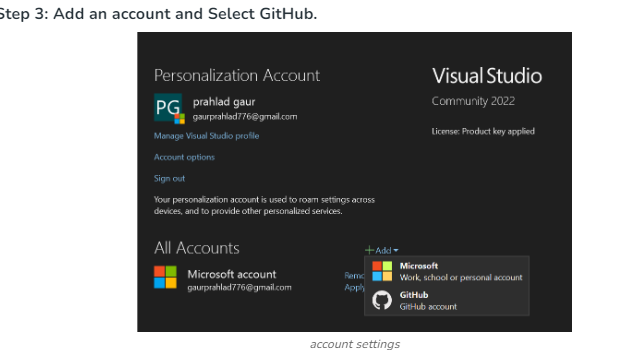 Step 3: Add an account and Select GitHub.
Personalization Account
PG
prahlad gaur
gaurprahlad776@gmail.com
Manage Visual Studio profile
Account options
Sign out
Your personalization account is used to roam settings across
devices, and to provide other personalized services.
Visual Studio
Community 2022
License: Product key applied
All Accounts
+Add
Microsoft account
gaurprahlad776@gmail.com
Remo
Apply
Microsoft
Work, school or personal account
GitHub
GitHub account
account settings